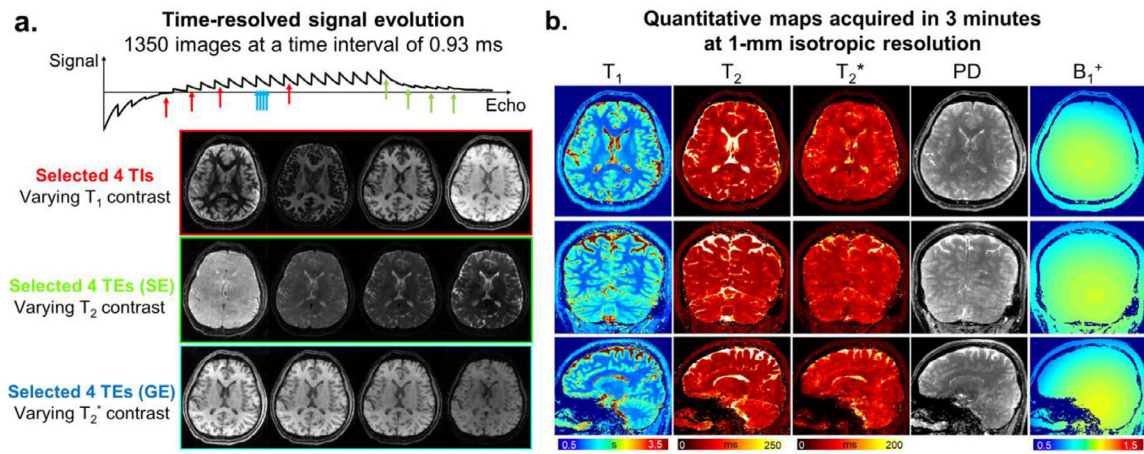 a.
Time-resolved signal evolution
1350 images at a time interval of 0.93 ms
Signal
Echo
Selected 4 TIs
Varying T₁ contrast
Selected 4 TEs (SE)
Varying T₂ contrast
Selected 4 TEs (GE)
Varying T₂* contrast
b.
Quantitative maps acquired in 3 minutes
at 1-mm isotropic resolution
T₁ T₂ T₂* PD B₁⁺
0.5 s 3.5 0 ms 250 0 ms 200 0.5 1.5